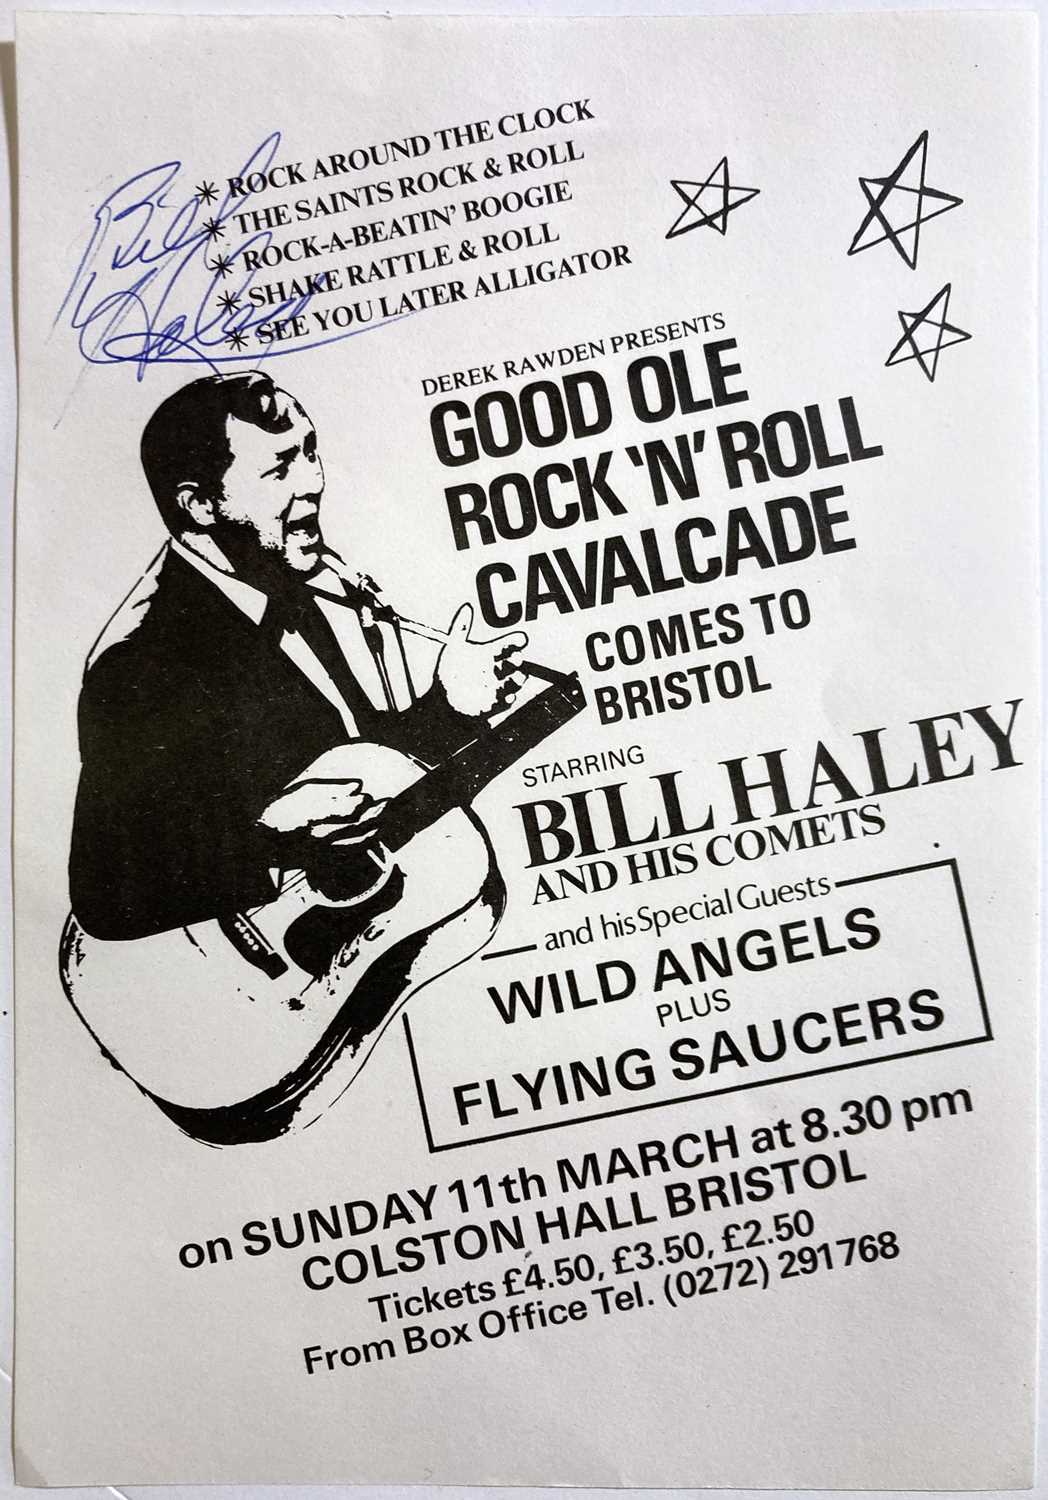 Bill
Haley
* ROCK AROUND THE CLOCK
* THE SAINTS ROCK & ROLL
* ROCK-A-BEATIN' BOOGIE
* SHAKE RATTLE & ROLL
* SEE YOU LATER ALLIGATOR
DEREK RAWDEN PRESENTS
GOOD OLE
ROCK 'N' ROLL
CAVALCADE
COMES TO
BRISTOL
STARRING
BILL HALEY
AND HIS COMETS
and his Special Guests
WILD ANGELS
PLUS
FLYING SAUCERS
on SUNDAY 11th MARCH at 8.30 pm
COLSTON HALL BRISTOL
Tickets £4.50, £3.50, £2.50
From Box Office Tel. (0272) 291768